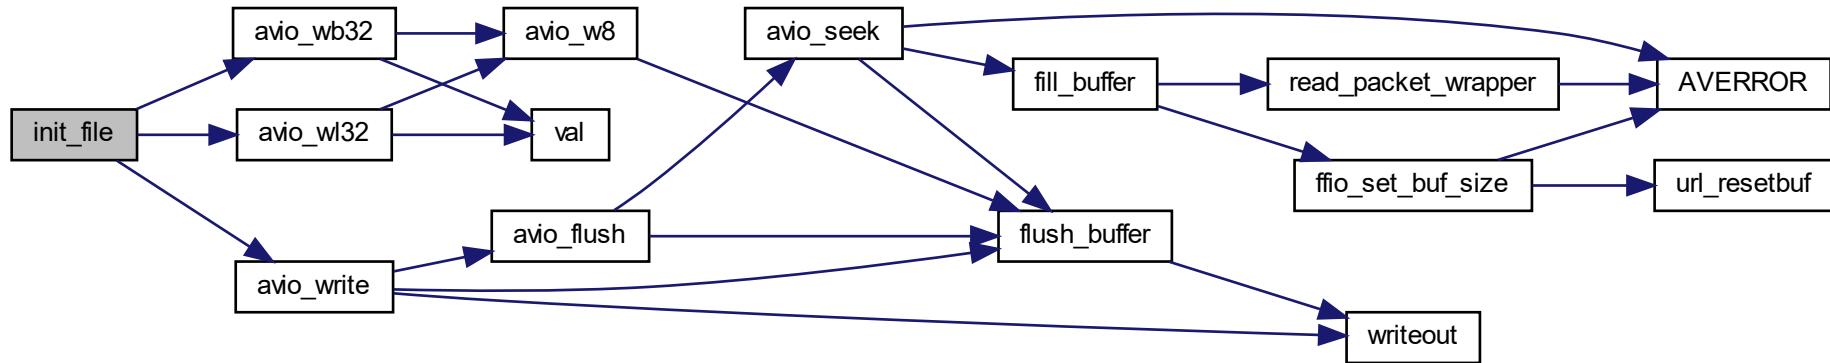 init_file
avio_wb32
avio_wl32
avio_write
avio_w8
val
avio_flush
avio_seek
flush_buffer
fill_buffer
read_packet_wrapper
ffio_set_buf_size
writeout
AVERROR
url_resetbuf